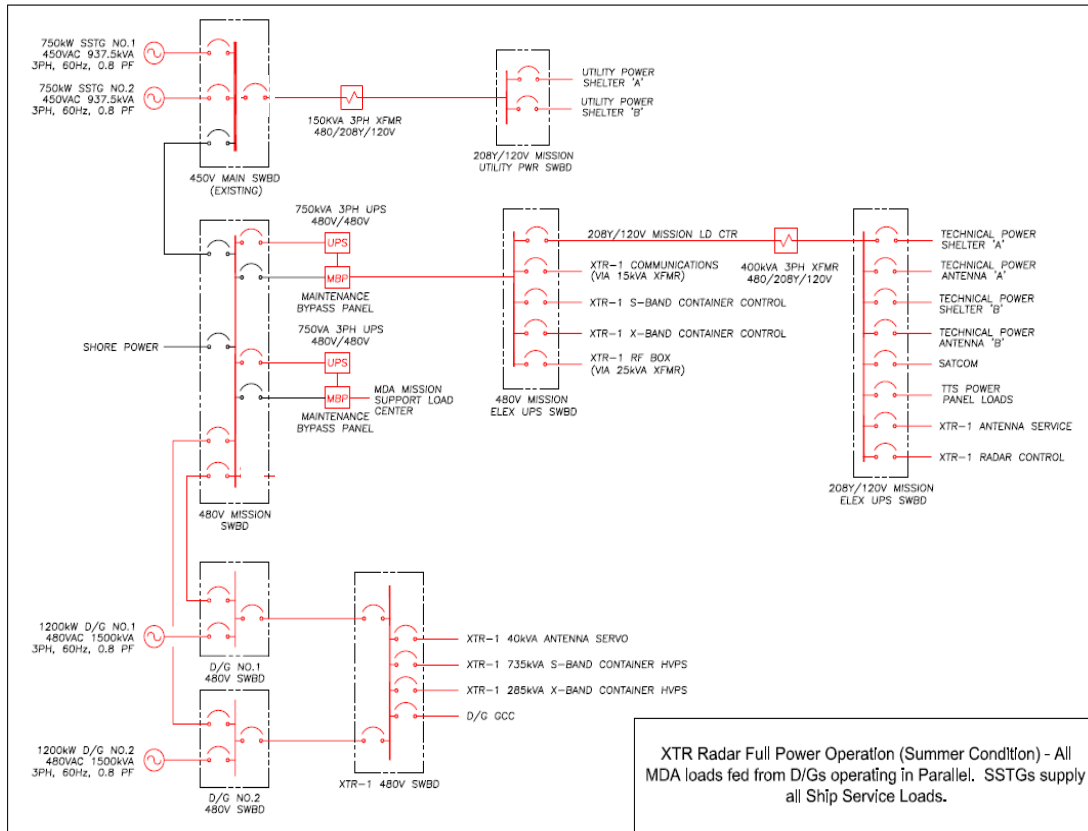 750kW SSTG NO.1
450VAC 937.5kVA
3PH, 60Hz, 0.8 PF
750kW SSTG NO.2
450VAC 937.5kVA
3PH, 60Hz, 0.8 PF
450V MAIN SWBD
(EXISTING)
150KVA 3PH XFMR
480/208Y/120V
UTILITY POWER
SHELTER 'A'
UTILITY POWER
SHELTER 'B'
208Y/120V MISSION
UTILITY PWR SWBD
750kVA 3PH UPS
480V/480V
UPS
MBP
MAINTENANCE
BYPASS PANEL
750VA 3PH UPS
480V/480V
UPS
MBP
MAINTENANCE
BYPASS PANEL
MDA MISSION
SUPPORT LOAD
CENTER
SHORE POWER
480V MISSION
SWBD
208Y/120V MISSION LD CTR
XTR-1 COMMUNICATIONS
(VIA 15kVA XFMR)
XTR-1 S-BAND CONTAINER CONTROL
XTR-1 X-BAND CONTAINER CONTROL
XTR-1 RF BOX
(VIA 25kVA XFMR)
480V MISSION
ELEX UPS SWBD
400kVA 3PH XFMR
480/208Y/120V
TECHNICAL POWER
SHELTER 'A'
TECHNICAL POWER
ANTENNA 'A'
TECHNICAL POWER
SHELTER 'B'
TECHNICAL POWER
ANTENNA 'B'
SATCOM
TTS POWER
PANEL LOADS
XTR-1 ANTENNA SERVICE
XTR-1 RADAR CONTROL
208Y/120V MISSION
ELEX UPS SWBD
1200kW D/G NO.1
480VAC 1500kVA
3PH, 60Hz, 0.8 PF
D/G NO.1
480V SWBD
1200kW D/G NO.2
480VAC 1500kVA
3PH, 60Hz, 0.8 PF
D/G NO.2
480V SWBD
XTR-1 40kVA ANTENNA SERVO
XTR-1 735kVA S-BAND CONTAINER HVPS
XTR-1 285kVA X-BAND CONTAINER HVPS
D/G GCC
XTR-1 480V SWBD
XTR Radar Full Power Operation (Summer Condition) - All
MDA loads fed from D/Gs operating in Parallel. SSTGs supply
all Ship Service Loads.